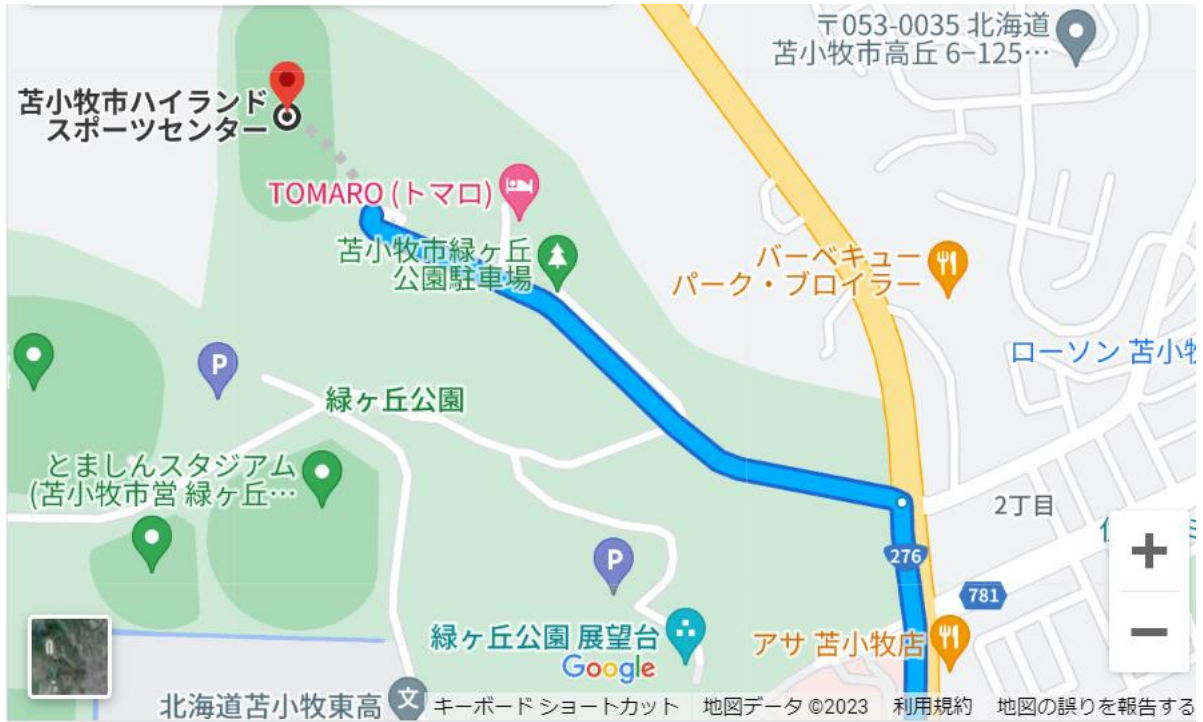 〒053-0035 北海道
苫小牧市高丘 6-125…
苫小牧市ハイランド
スポーツセンター
TOMARO (トマロ)
苫小牧市緑ヶ丘
公園駐車場
バーベキュー
パーク・ブロイラー
ローソン 苫小牧
P
緑ヶ丘公園
とましんスタジアム
(苫小牧市営 緑ヶ丘…
2丁目
P
276
781
緑ヶ丘公園 展望台
アサ 苫小牧店
Google
北海道苫小牧東高
文
キーボード ショートカット
地図データ ©2023
利用規約
地図の誤りを報告する